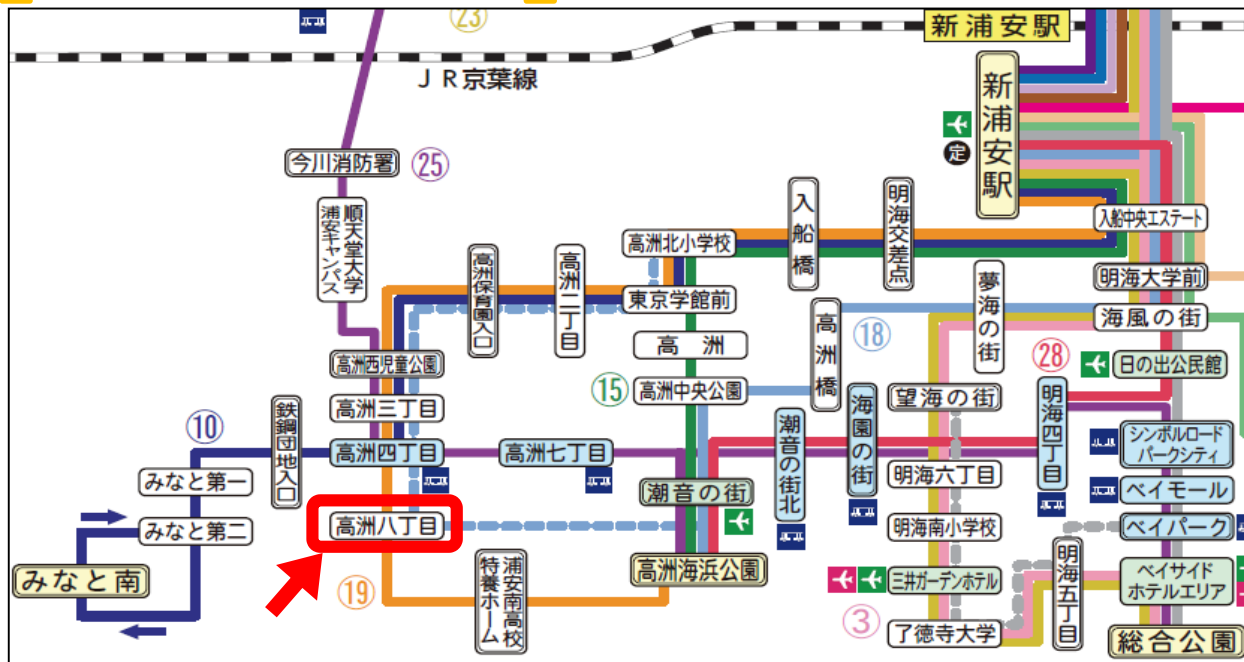 ㉓
新浦安駅
JR京葉線
新浦安駅
定
今川消防署
㉕
順天堂大学
浦安キャンパス
入船橋
明海交差点
入船中央エステート
高洲北小学校
高洲保育園入口
高洲二丁目
東京学館前
明海大学前
夢海の街
海風の街
高洲橋
⑱
高洲
高洲西児童公園
㉘
日の出公民館
⑮
高洲中央公園
高洲三丁目
望海の街
明海四丁目
海園の街
潮音の街北
鉄鋼団地入口
⑩
高洲四丁目
高洲七丁目
シンボルロード
パークシティ
みなと第一
明海六丁目
潮音の街
ベイモール
みなと第二
高洲八丁目
明海南小学校
ベイパーク
みなと南
浦安南高校
特養ホーム
高洲海浜公園
三井ガーデンホテル
明海五丁目
ベイサイド
ホテルエリア
⑲
③
了徳寺大学
総合公園